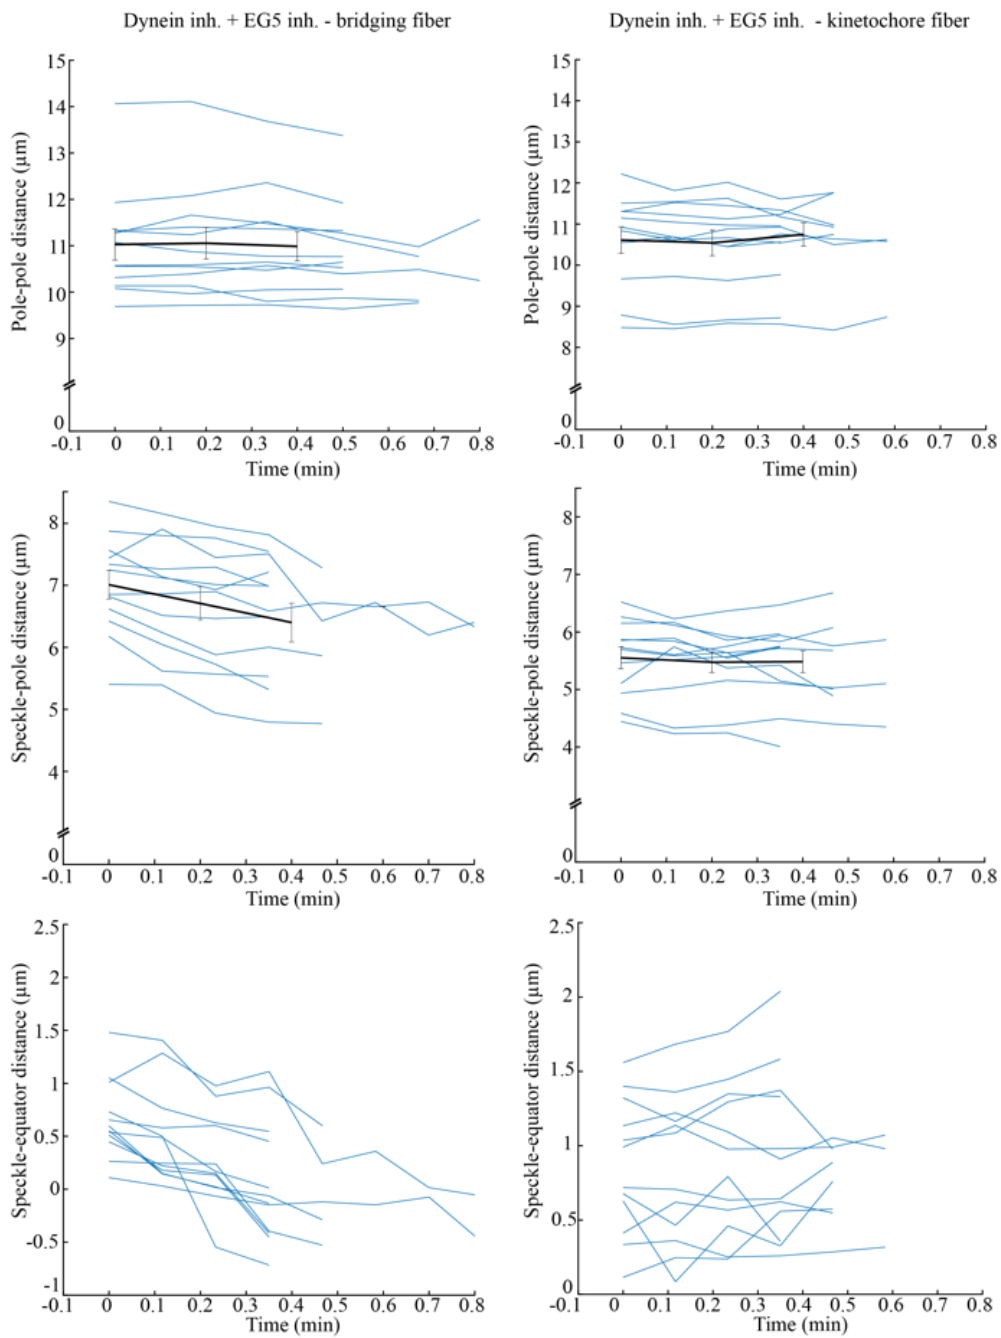 Dynein inh. + EG5 inh. - bridging fiber
Dynein inh. + EG5 inh. - kinetochore fiber
Pole-pole distance (µm)
15
14
13
12
11
10
9
0
-0.1 0 0.1 0.2 0.3 0.4 0.5 0.6 0.7 0.8
Time (min)
Pole-pole distance (µm)
15
14
13
12
11
10
9
8
0
-0.1 0 0.1 0.2 0.3 0.4 0.5 0.6 0.7 0.8
Time (min)
Speckle-pole distance (µm)
8
7
6
5
4
0
-0.1 0 0.1 0.2 0.3 0.4 0.5 0.6 0.7 0.8
Time (min)
Speckle-pole distance (µm)
8
7
6
5
4
0
-0.1 0 0.1 0.2 0.3 0.4 0.5 0.6 0.7 0.8
Time (min)
Speckle-equator distance (µm)
2.5
2
1.5
1
0.5
0
-0.5
-1
-0.1 0 0.1 0.2 0.3 0.4 0.5 0.6 0.7 0.8
Time (min)
Speckle-equator distance (µm)
2.5
2
1.5
1
0.5
0
-0.1 0 0.1 0.2 0.3 0.4 0.5 0.6 0.7 0.8
Time (min)